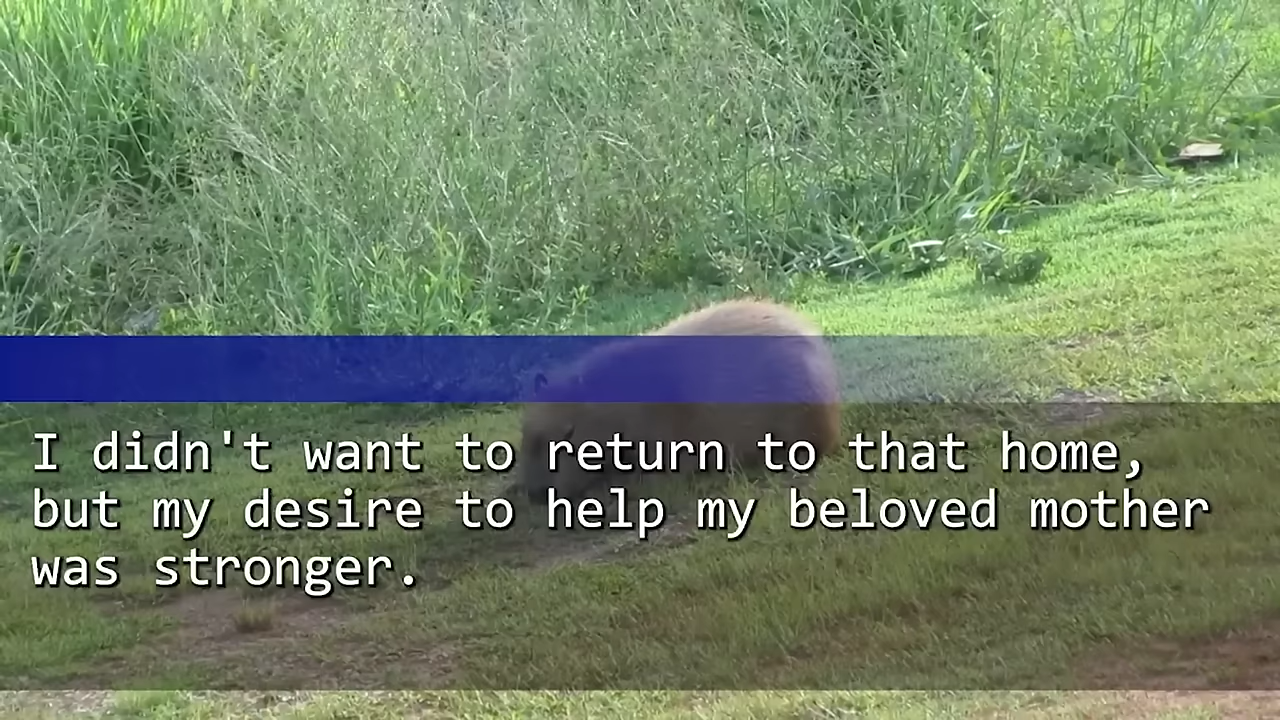 I didn't want to return to that home,
but my desire to help my beloved mother
was stronger.